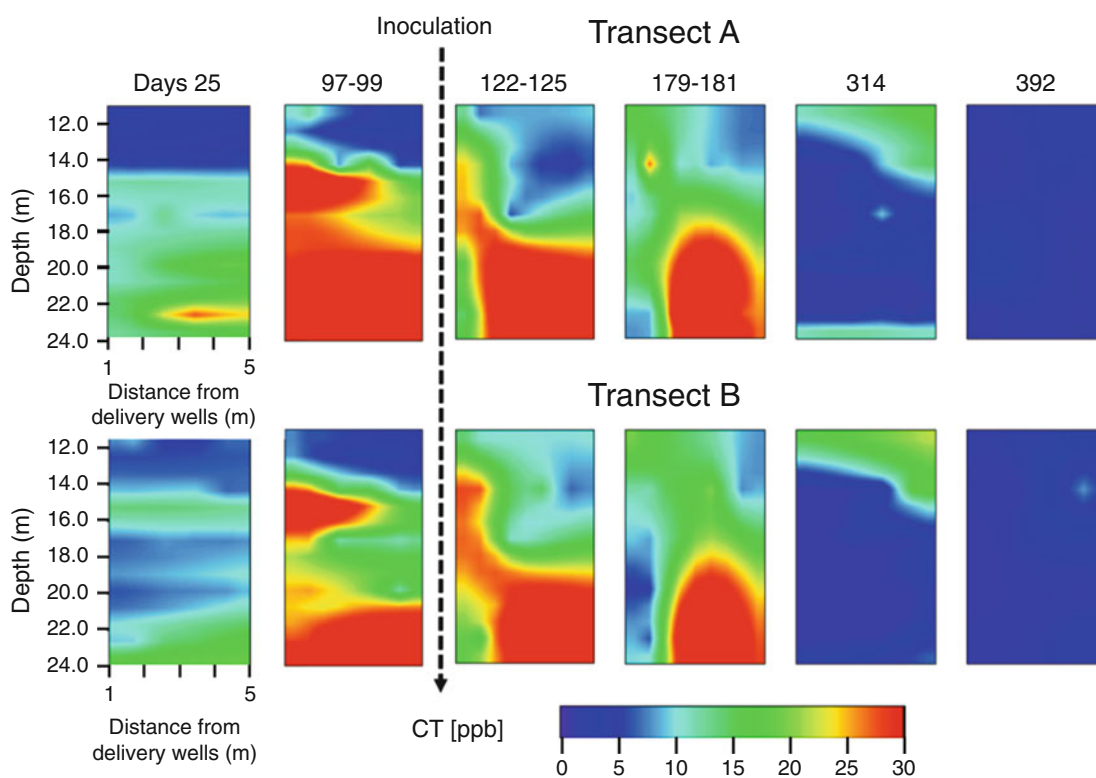 Inoculation
Transect A
Days 25 97-99 122-125 179-181 314 392
Depth (m)
12.0
14.0
16.0
18.0
20.0
22.0
24.0
1 5
Distance from
delivery wells (m)
Transect B
Depth (m)
12.0
14.0
16.0
18.0
20.0
22.0
24.0
1 5
Distance from
delivery wells (m)
CT [ppb]
0 5 10 15 20 25 30